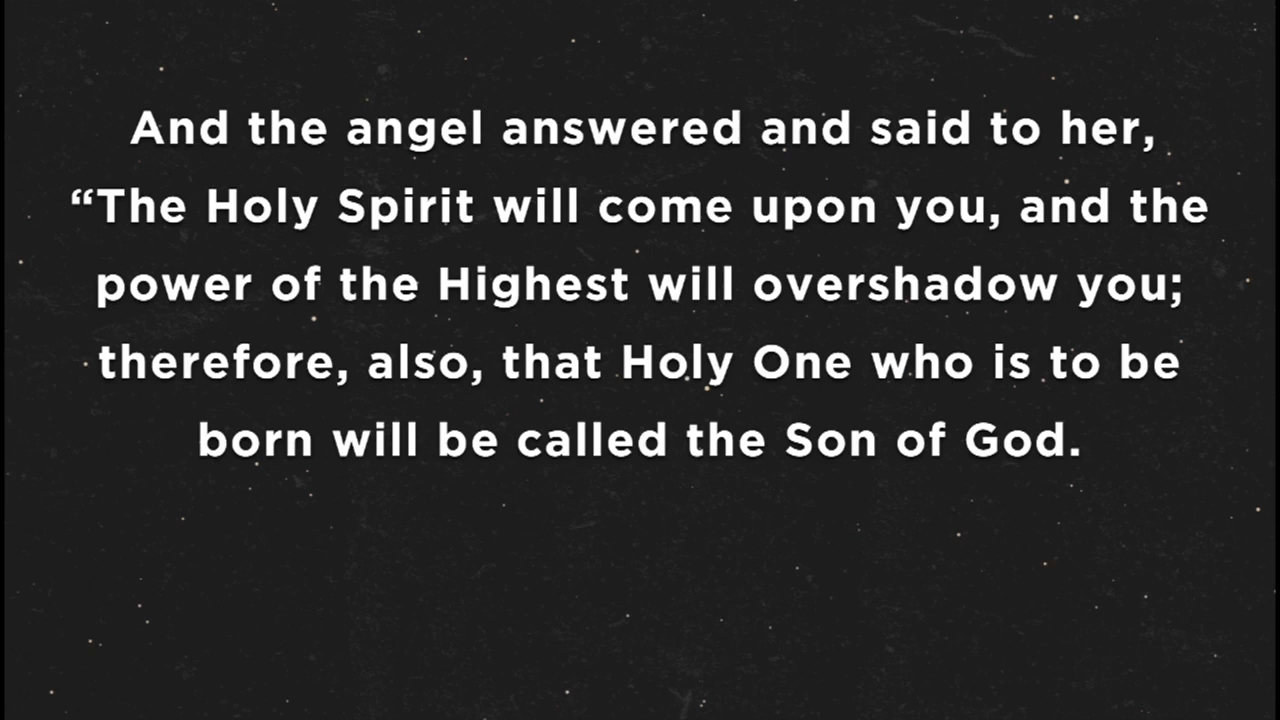 And the angel answered and said to her,
“The Holy Spirit will come upon you, and the
power of the Highest will overshadow you;
therefore, also, that Holy One who is to be
born will be called the Son of God.